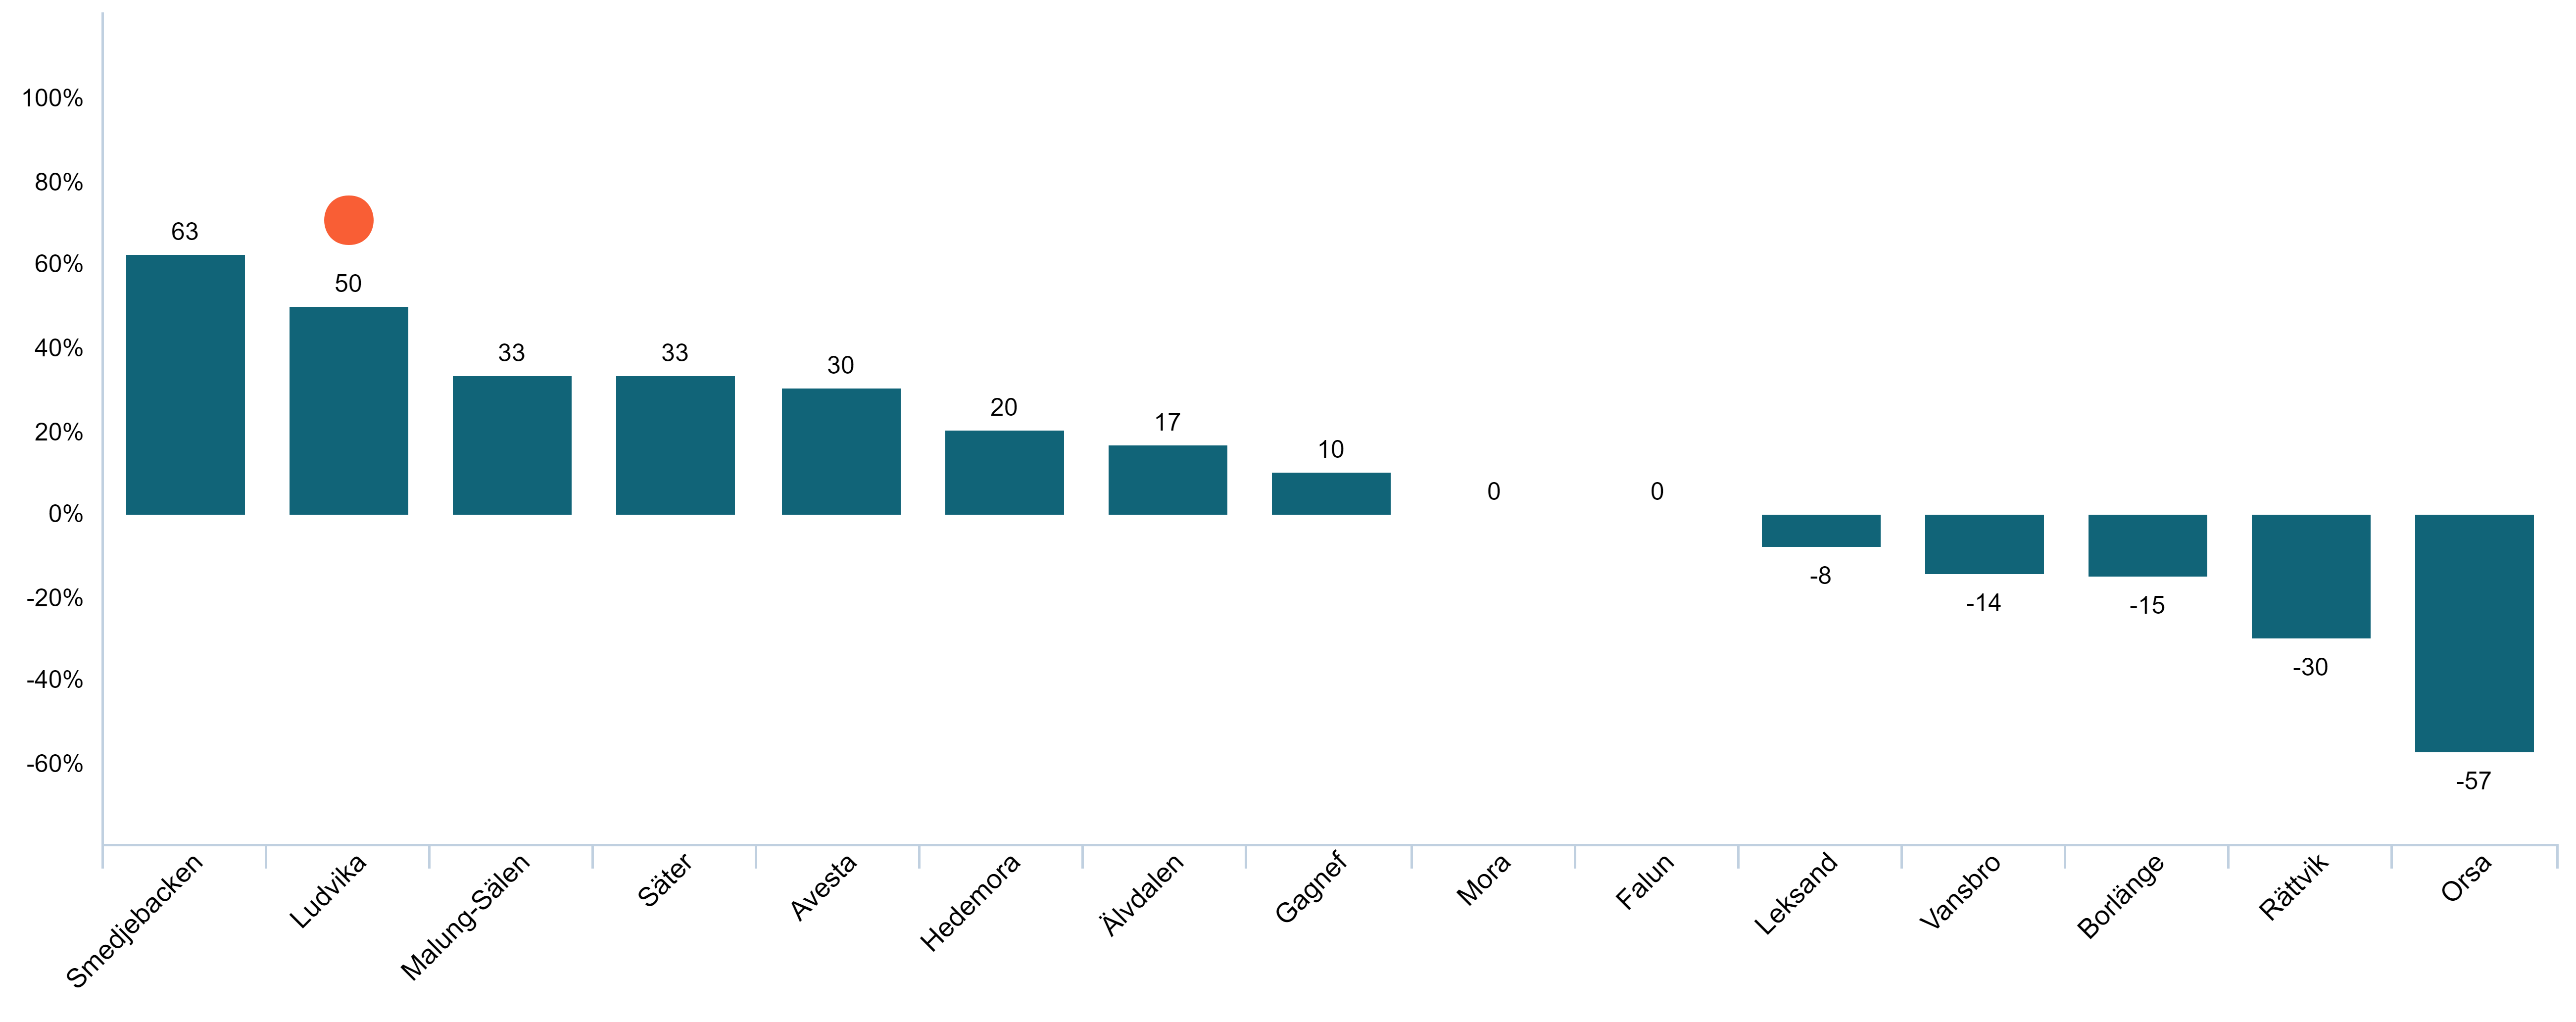 100%
80%
60%
40%
20%
0%
-20%
-40%
-60%
63
50
33
33
30
20
17
10
0
0
-8
-14
-15
-30
-57
Smedjebacken
Ludvika
Malung-Sälen
Säter
Avesta
Hedemora
Älvdalen
Gagnef
Mora
Falun
Leksand
Vansbro
Borlänge
Rättvik
Orsa